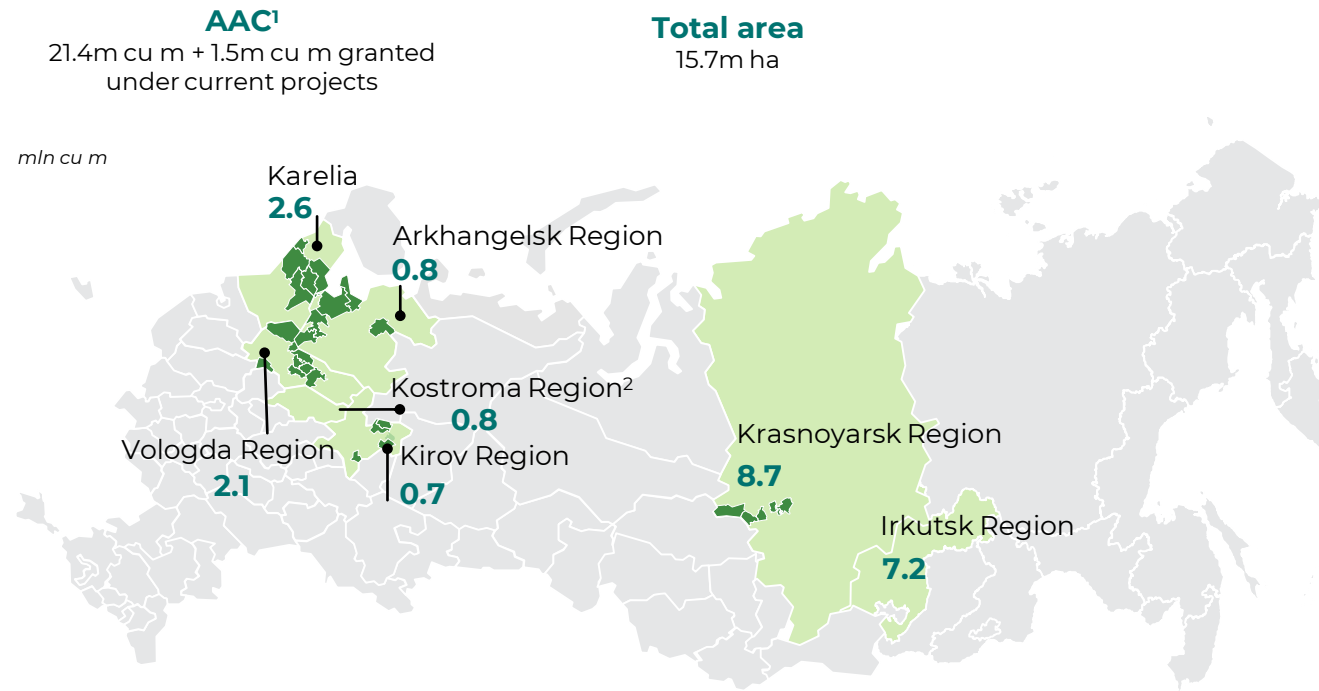 AAC¹
21.4m cu m + 1.5m cu m granted
under current projects
Total area
15.7m ha
mln cu m
Karelia
2.6
Arkhangelsk Region
0.8
Kostroma Region²
0.8
Vologda Region
2.1
Kirov Region
0.7
Krasnoyarsk Region
8.7
Irkutsk Region
7.2